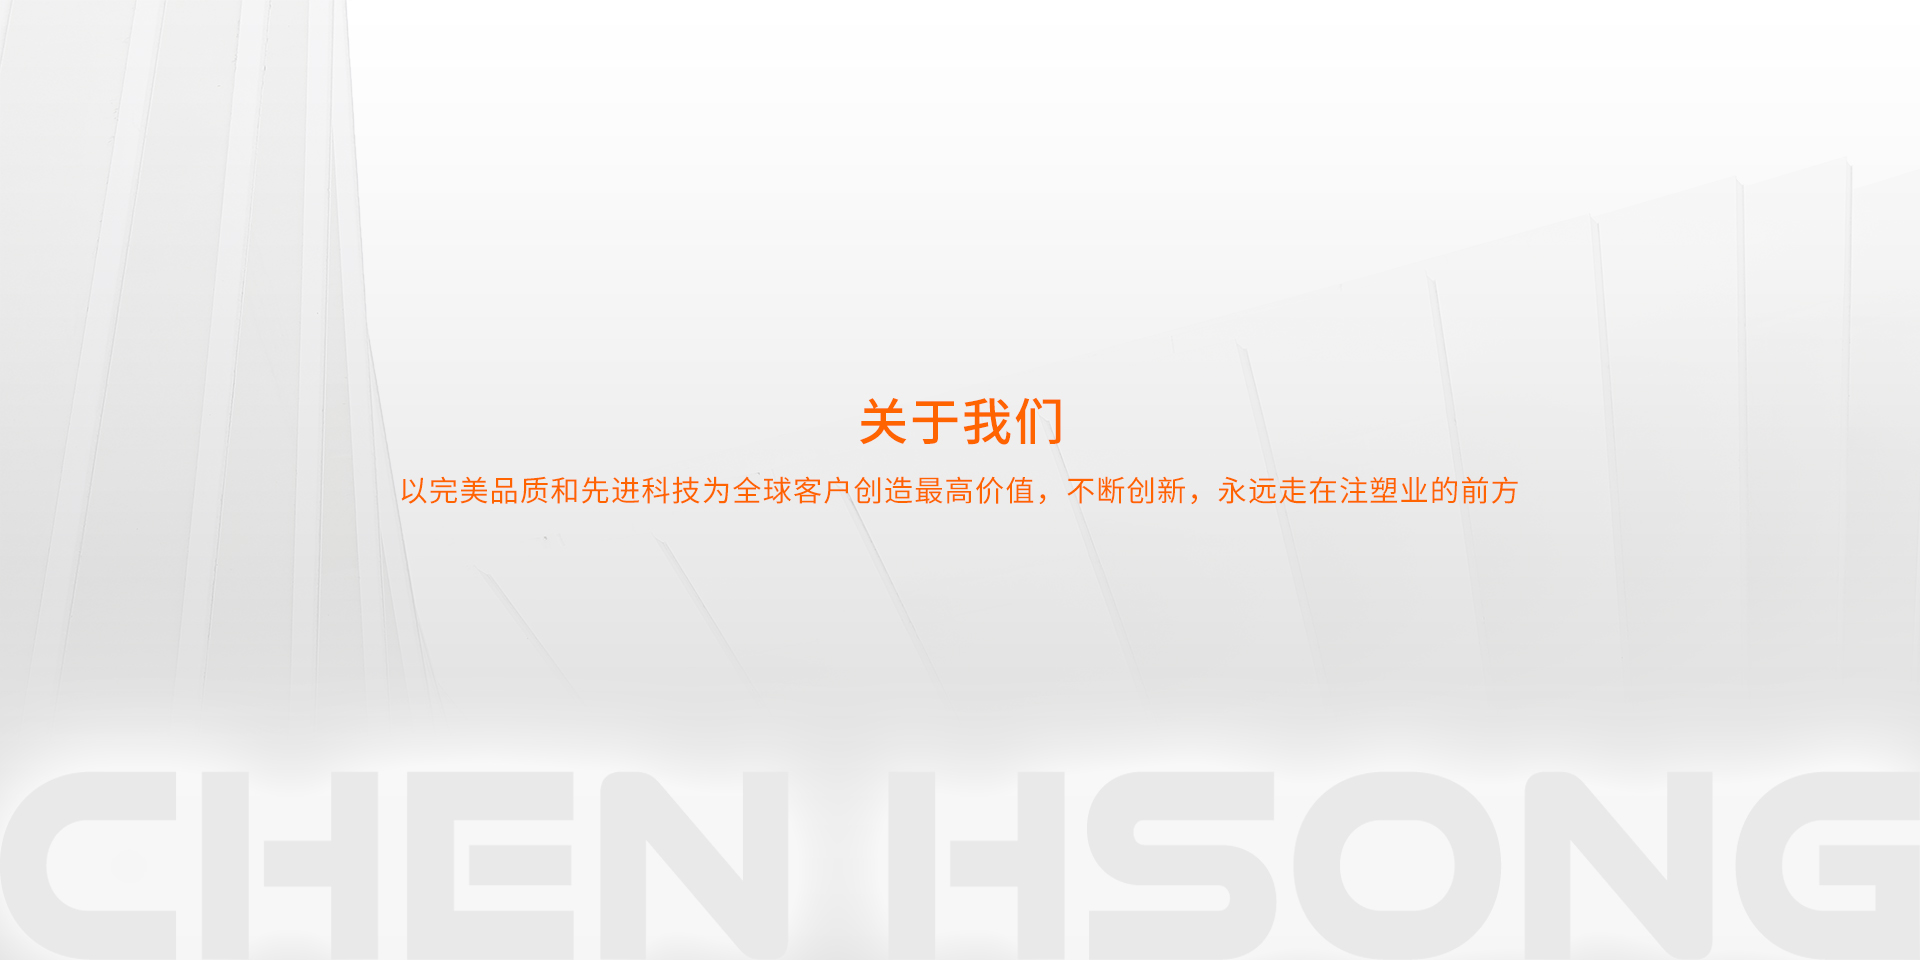 关于我们
以完美品质和先进科技为全球客户创造最高价值，不断创新，永远走在注塑业的前方
CHEN HSONG